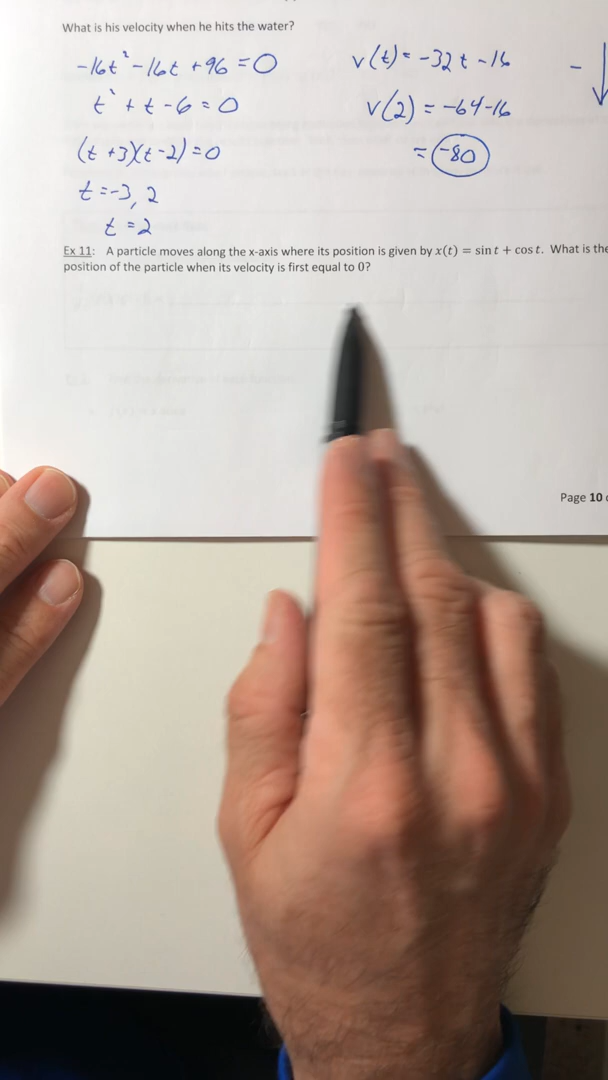 What is his velocity when he hits the water?
-16t² -16t +96 = 0
t² + t - 6 = 0
(t +3)(t -2) = 0
t = -3, 2
t = 2
v(t) = -32t -16
v(2) = -64 -16
= -80
- ↓
Ex 11: A particle moves along the x-axis where its position is given by x(t) = sin t + cos t. What is the
position of the particle when its velocity is first equal to 0?
Page 10